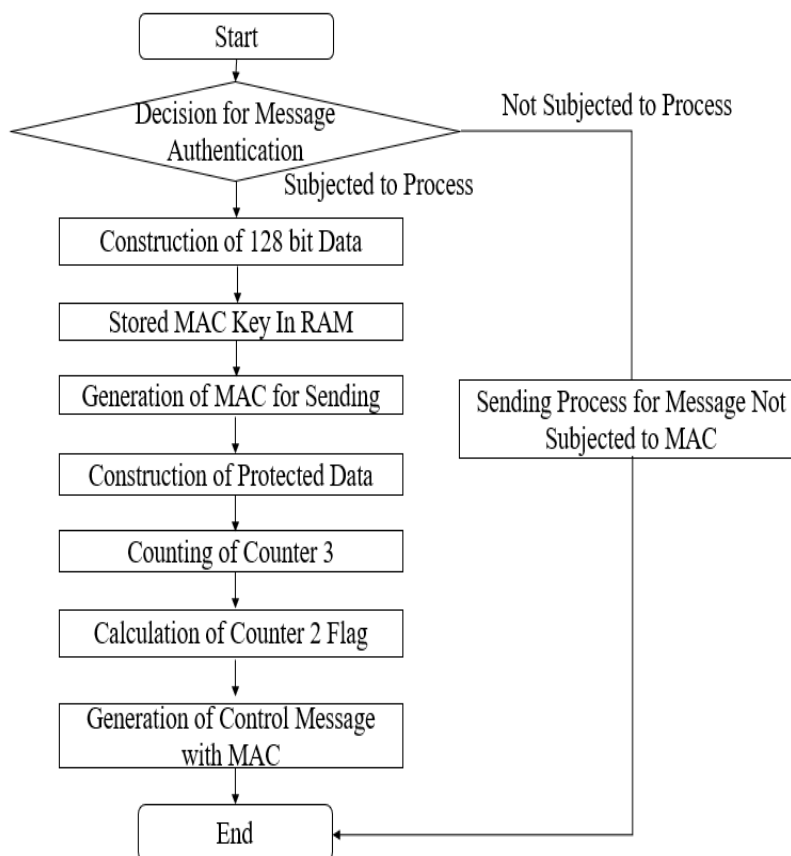 Start
Decision for Message
Authentication
Not Subjected to Process
Subjected to Process
Construction of 128 bit Data
Stored MAC Key In RAM
Generation of MAC for Sending
Sending Process for Message Not
Subjected to MAC
Construction of Protected Data
Counting of Counter 3
Calculation of Counter 2 Flag
Generation of Control Message
with MAC
End